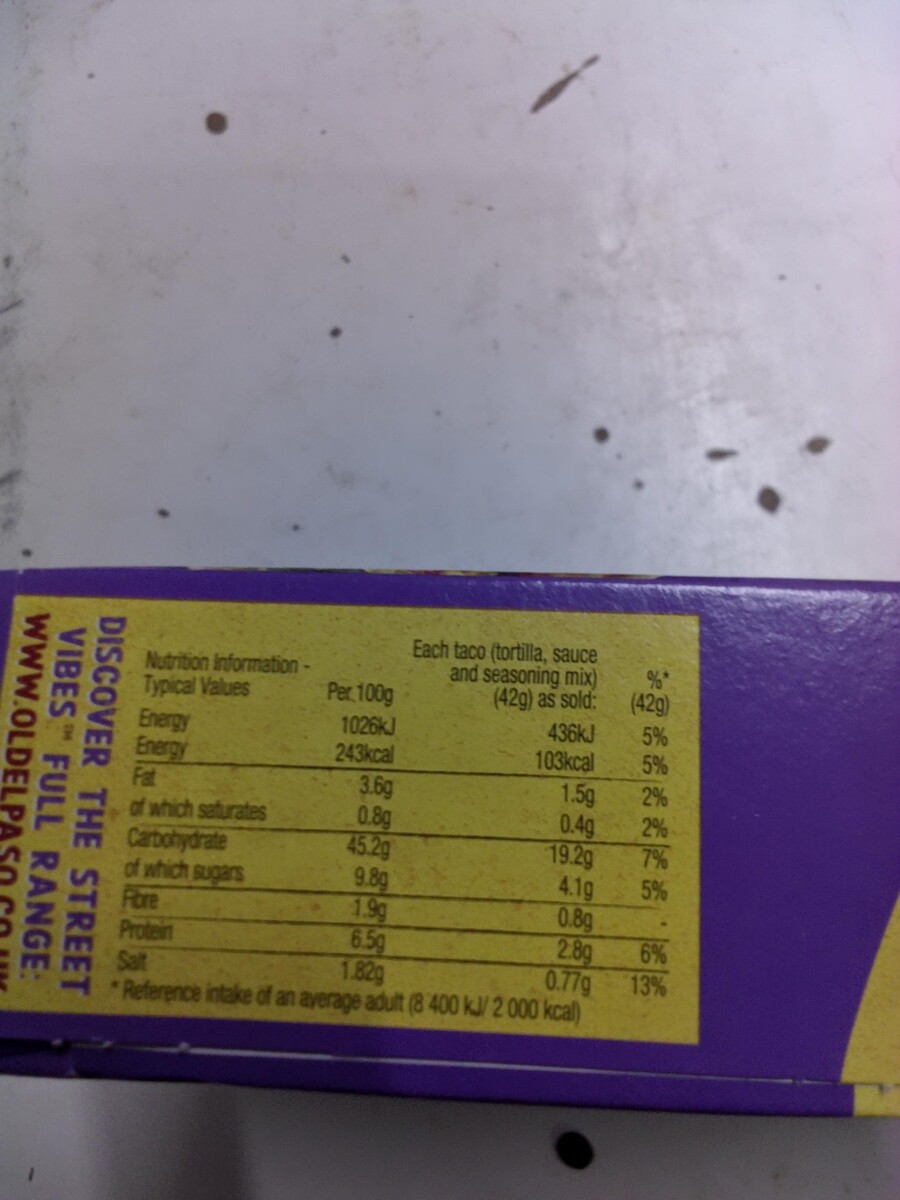 DISCOVER THE STREET
VIBES™ FULL RANGE:
WWW.OLDELPASO.CO.UK
Each taco (tortilla, sauce
Nutrition Information - and seasoning mix) %*
Typical Values Per 100g (42g) as sold: (42g)
Energy 1026kJ 436kJ 5%
Energy 243kcal 103kcal 5%
Fat 3.6g 1.5g 2%
of which saturates 0.8g 0.4g 2%
Carbohydrate 45.2g 19.2g 7%
of which sugars 9.8g 4.1g 5%
Fibre 1.9g 0.8g -
Protein 6.5g 2.8g 6%
Salt 1.82g 0.77g 13%
* Reference intake of an average adult (8 400 kJ/ 2 000 kcal)